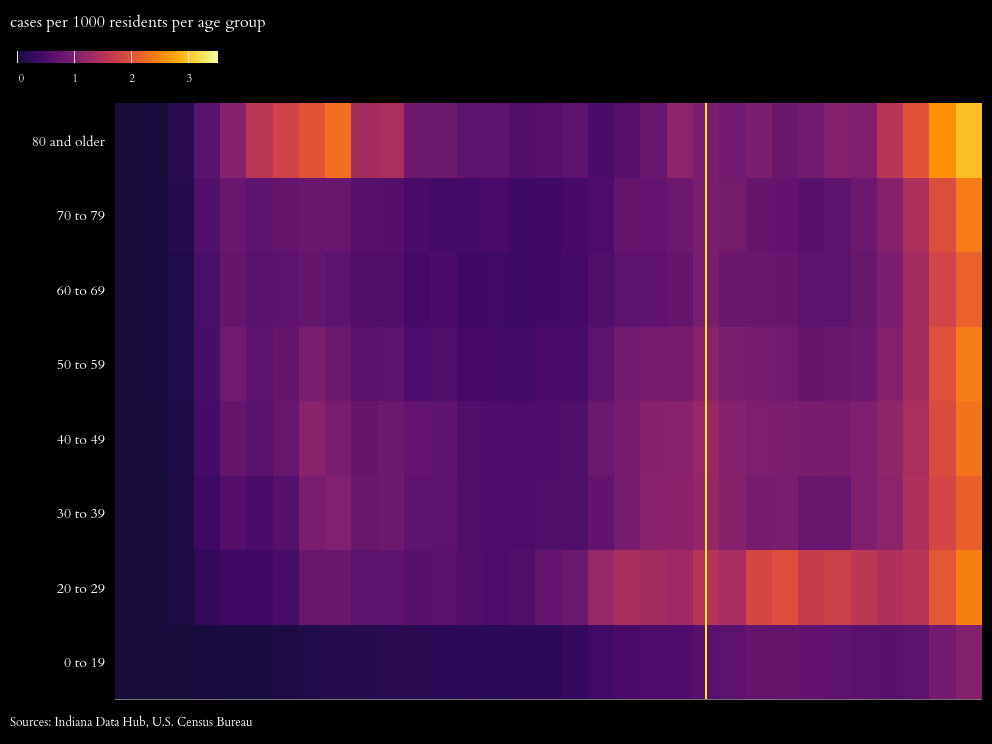 cases per 1000 residents per age group
0 1 2 3
80 and older
70 to 79
60 to 69
50 to 59
40 to 49
30 to 39
20 to 29
0 to 19
Sources: Indiana Data Hub, U.S. Census Bureau